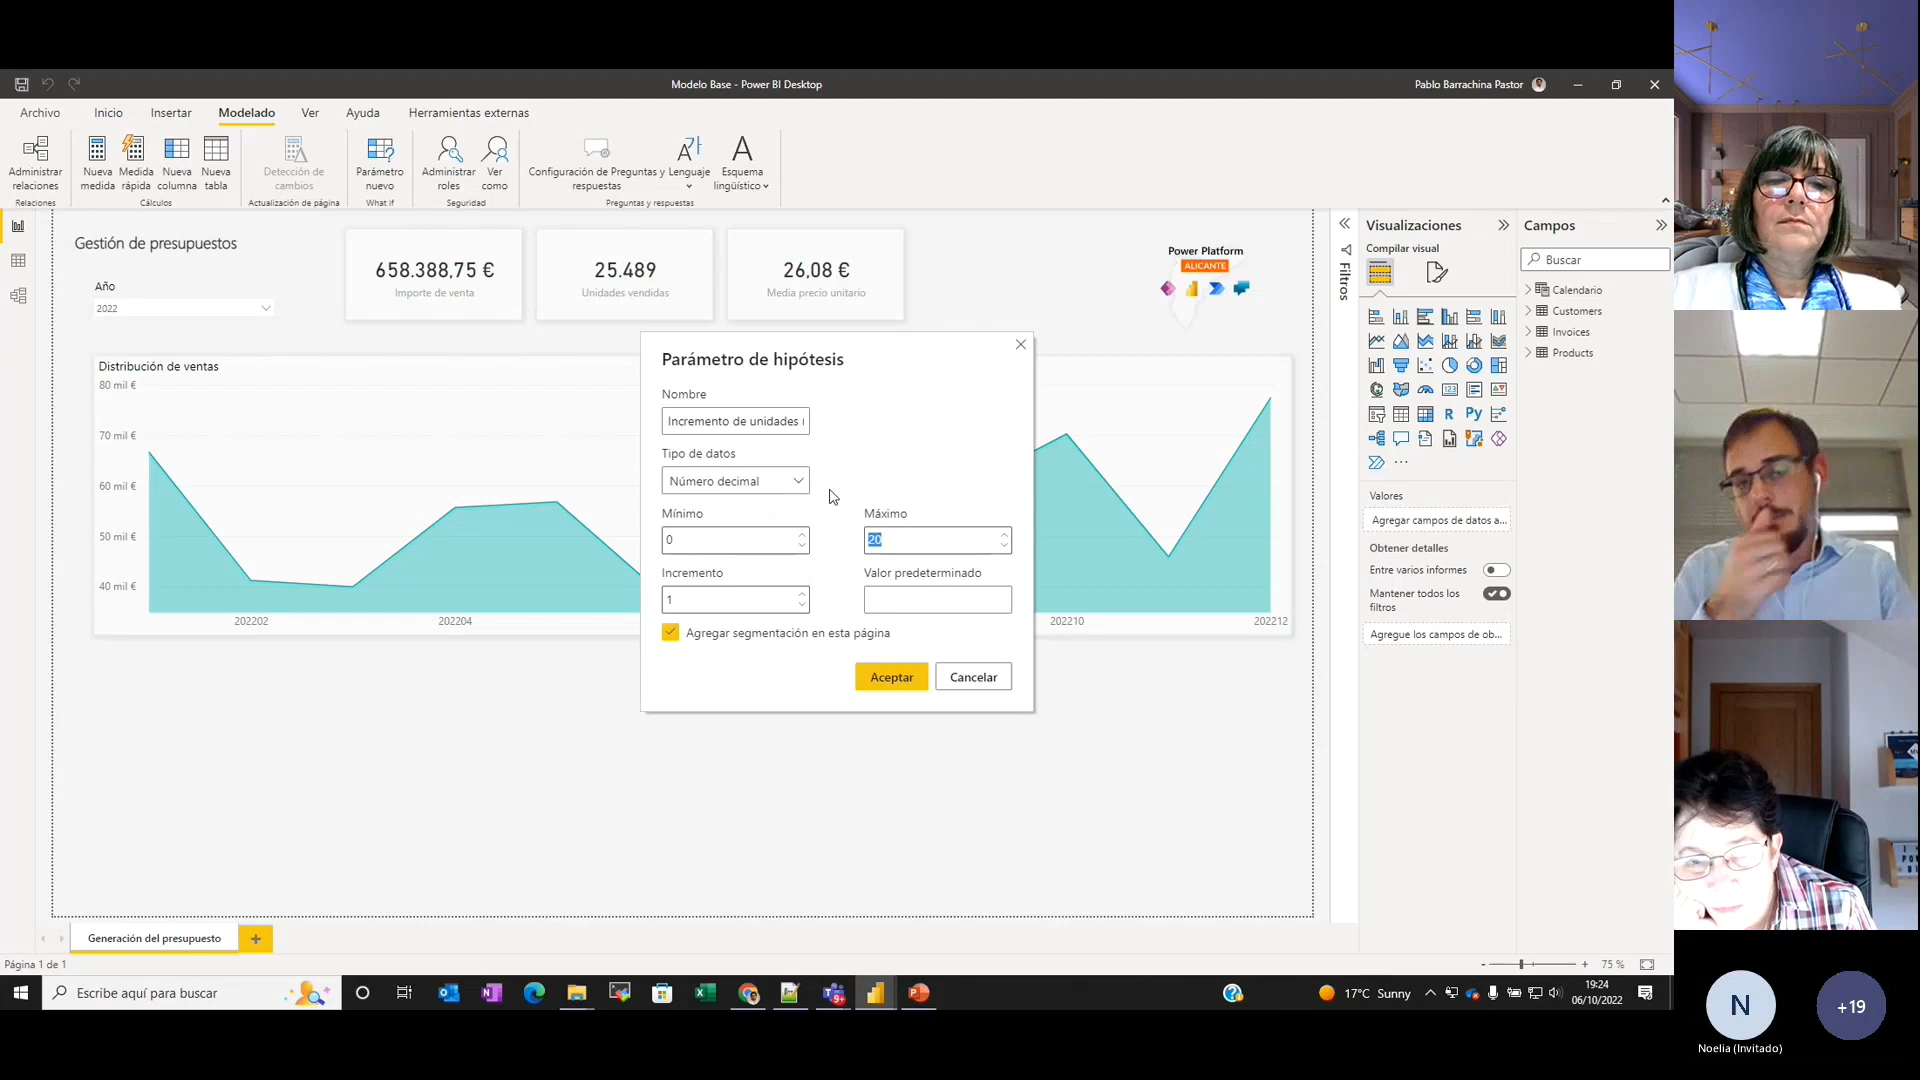 Modelo Base - Power BI Desktop
Pablo Barrachina Pastor
Archivo Inicio Insertar Modelado Ver Ayuda Herramientas externas
Administrar relaciones
Nueva medida
Medida rápida
Nueva columna
Nueva tabla
Detección de cambios
Parámetro nuevo
Administrar roles
Ver como
Configuración de Preguntas y respuestas
Lenguaje
Esquema lingüístico
Relaciones
Cálculos
Actualización de página
What if
Seguridad
Preguntas y respuestas
Gestión de presupuestos
Año
2022
658.388,75 €
Importe de venta
25.489
Unidades vendidas
26,08 €
Media precio unitario
Power Platform
ALICANTE
Distribución de ventas
80 mil €
70 mil €
60 mil €
50 mil €
40 mil €
202202
202204
202210
202212
Parámetro de hipótesis
Nombre
Incremento de unidades
Tipo de datos
Número decimal
Mínimo
0
Máximo
20
Incremento
1
Valor predeterminado
Agregar segmentación en esta página
Aceptar
Cancelar
Filtros
Visualizaciones
Compilar visual
R
Py
123
...
Valores
Agregar campos de datos a...
Obtener detalles
Entre varios informes
Mantener todos los
filtros
Agregue los campos de ob...
Campos
Buscar
Calendario
Customers
Invoices
Products
Generación del presupuesto
+
Página 1 de 1
- + 75 %
Escribe aquí para buscar
9+
17°C Sunny
19:24
06/10/2022
N
+19
Noelia (Invitado)